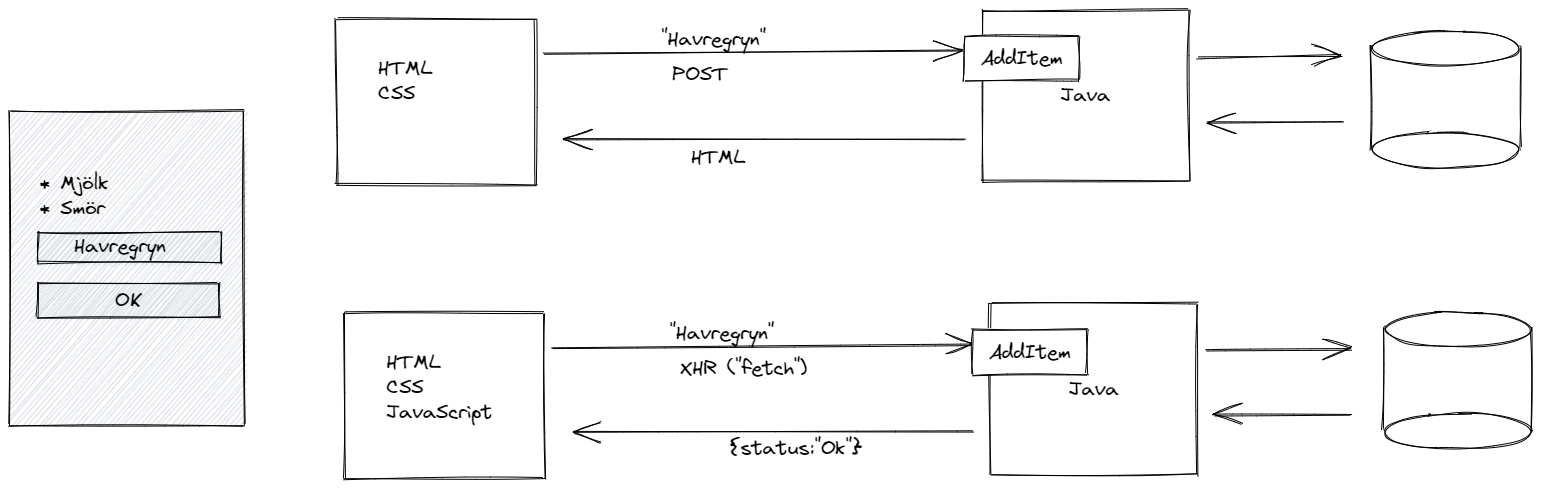 * Mjölk
* Smör
Havregryn
OK
HTML
CSS
"Havregryn"
POST
HTML
AddItem
Java
HTML
CSS
JavaScript
"Havregryn"
XHR ("fetch")
{status:"Ok"}
AddItem
Java